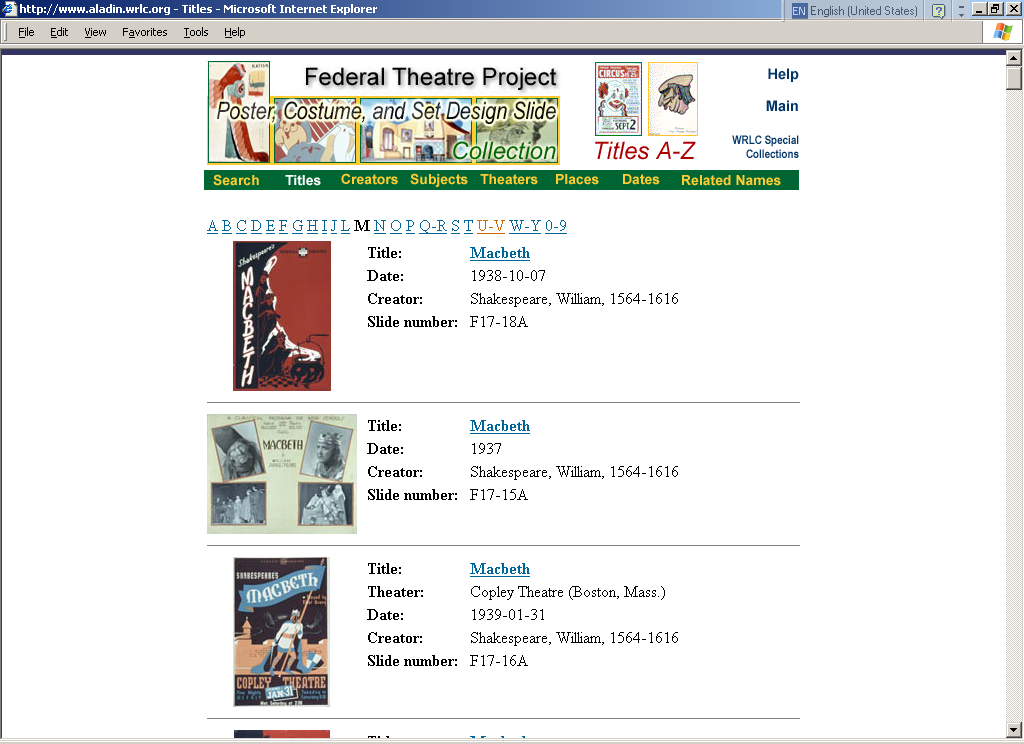 http://www.aladin.wrlc.org - Titles - Microsoft Internet Explorer
EN English (United States)
File Edit View Favorites Tools Help
Federal Theatre Project
Poster, Costume, and Set Design Slide
Collection
CIRCUS
SEPT 2
Titles A-Z
Help
Main
WRLC Special
Collections
Search Titles Creators Subjects Theaters Places Dates Related Names
A B C D E F G H I J L M N O P Q-R S T U-V W-Y 0-9
Shakespeare's
MACBETH
Title: Macbeth
Date: 1938-10-07
Creator: Shakespeare, William, 1564-1616
Slide number: F17-18A
MACBETH
Title: Macbeth
Date: 1937
Creator: Shakespeare, William, 1564-1616
Slide number: F17-15A
SHAKESPEARE'S
MACBETH
COPLEY THEATRE
JAN-31
Title: Macbeth
Theater: Copley Theatre (Boston, Mass.)
Date: 1939-01-31
Creator: Shakespeare, William, 1564-1616
Slide number: F17-16A